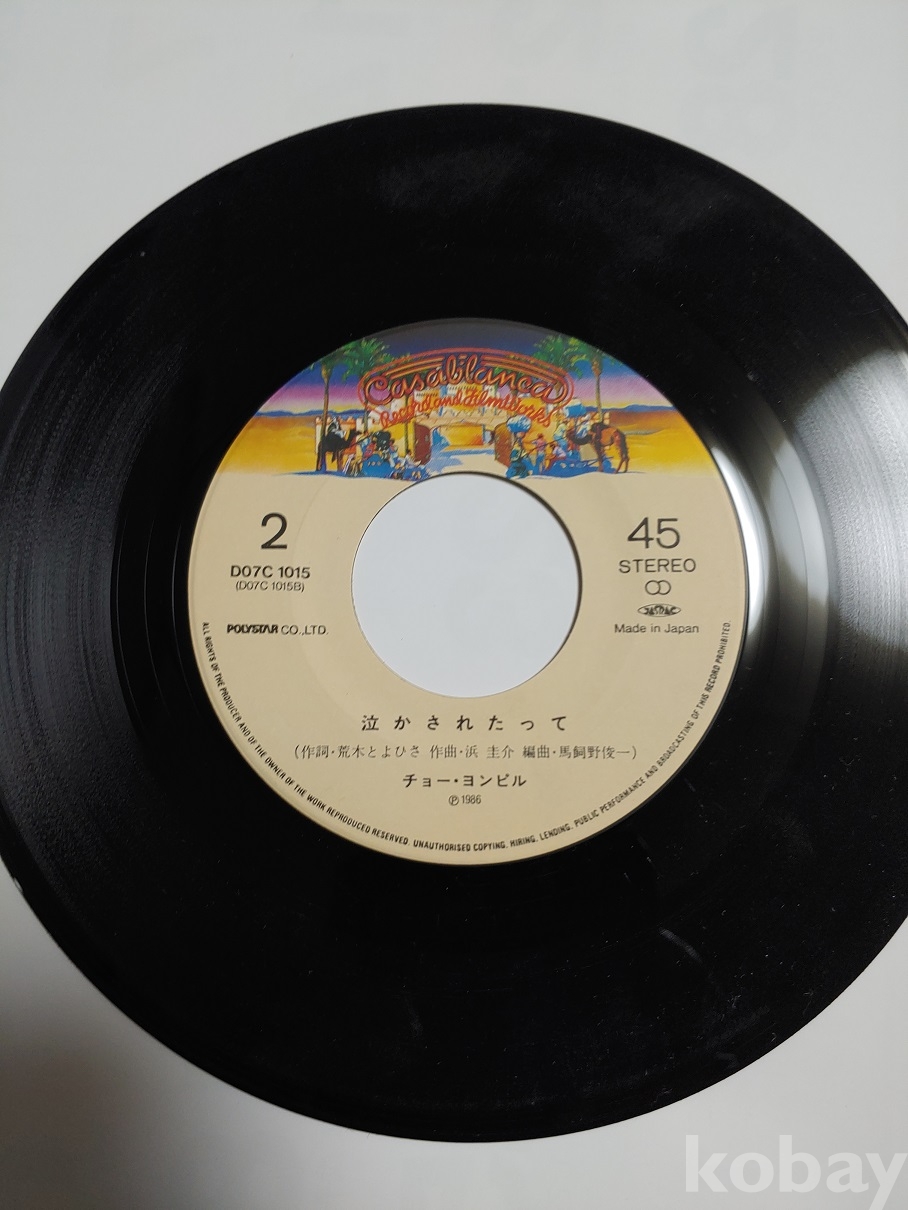 Casablanca
Record and FilmWorks
2
45
D07C 1015
(D07C 1015B)
STEREO
JASRAC
POLYSTAR CO.,LTD.
Made in Japan
泣かされたって
(作詞・荒木とよひさ 作曲・浜 圭介 編曲・馬飼野俊一)
チョー・ヨンピル
Ⓟ1986
ALL RIGHTS OF THE PRODUCER AND OF THE OWNER OF THE WORK REPRODUCED RESERVED. UNAUTHORISED COPYING, HIRING, LENDING, PUBLIC PERFORMANCE AND BROADCASTING OF THIS RECORD PROHIBITED.
kobay